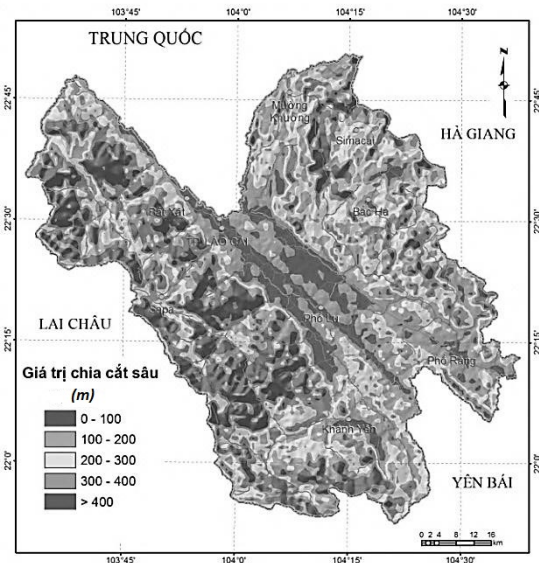 103°45' 104°0' 104°15' 104°30'
TRUNG QUỐC
N
22°45' 22°45'
Mường
Khương
HÀ GIANG
Simacai
22°30' 22°30'
Bát Xát
Bắc Hà
LÀO CAI
Sapa
Phố Lu
LAI CHÂU
22°15' 22°15'
Phố Ràng
Giá trị chia cắt sâu
(m)
0 - 100
100 - 200
200 - 300
300 - 400
> 400
Khánh Yên
22°0' 22°0'
YÊN BÁI
0 2 4 8 12 16
km
103°45' 104°0' 104°15' 104°30'